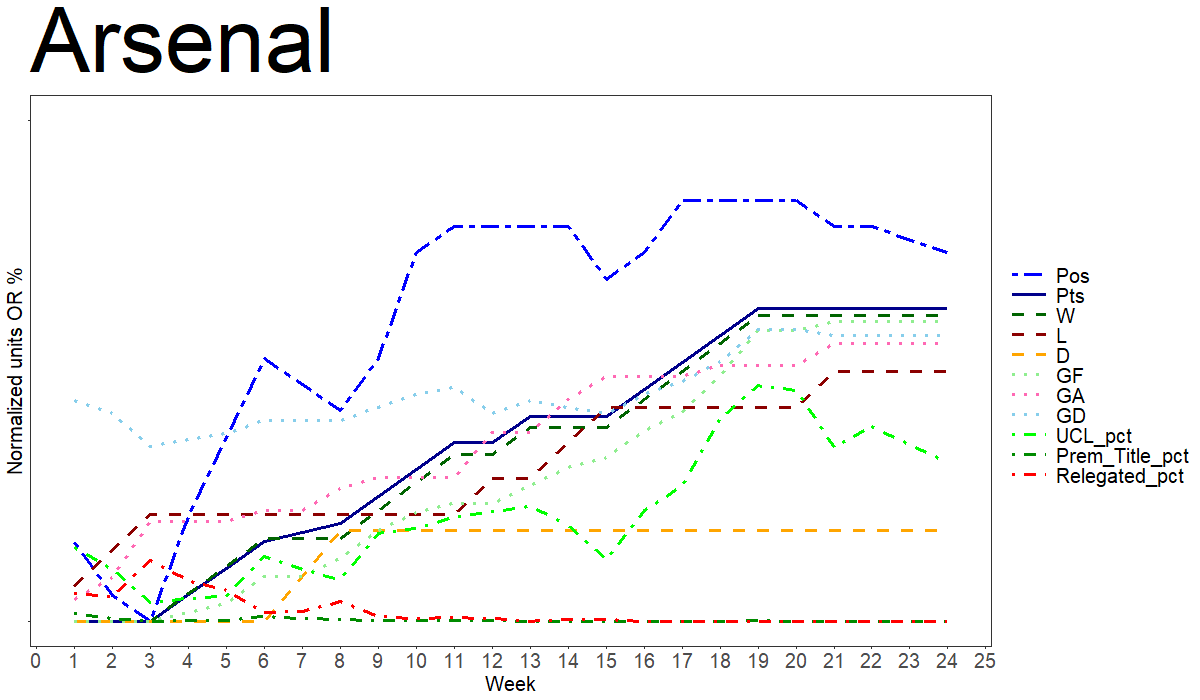 Arsenal
Normalized units OR %
Pos
Pts
W
L
D
GF
GA
GD
UCL_pct
Prem_Title_pct
Relegated_pct
0 1 2 3 4 5 6 7 8 9 10 11 12 13 14 15 16 17 18 19 20 21 22 23 24 25
Week